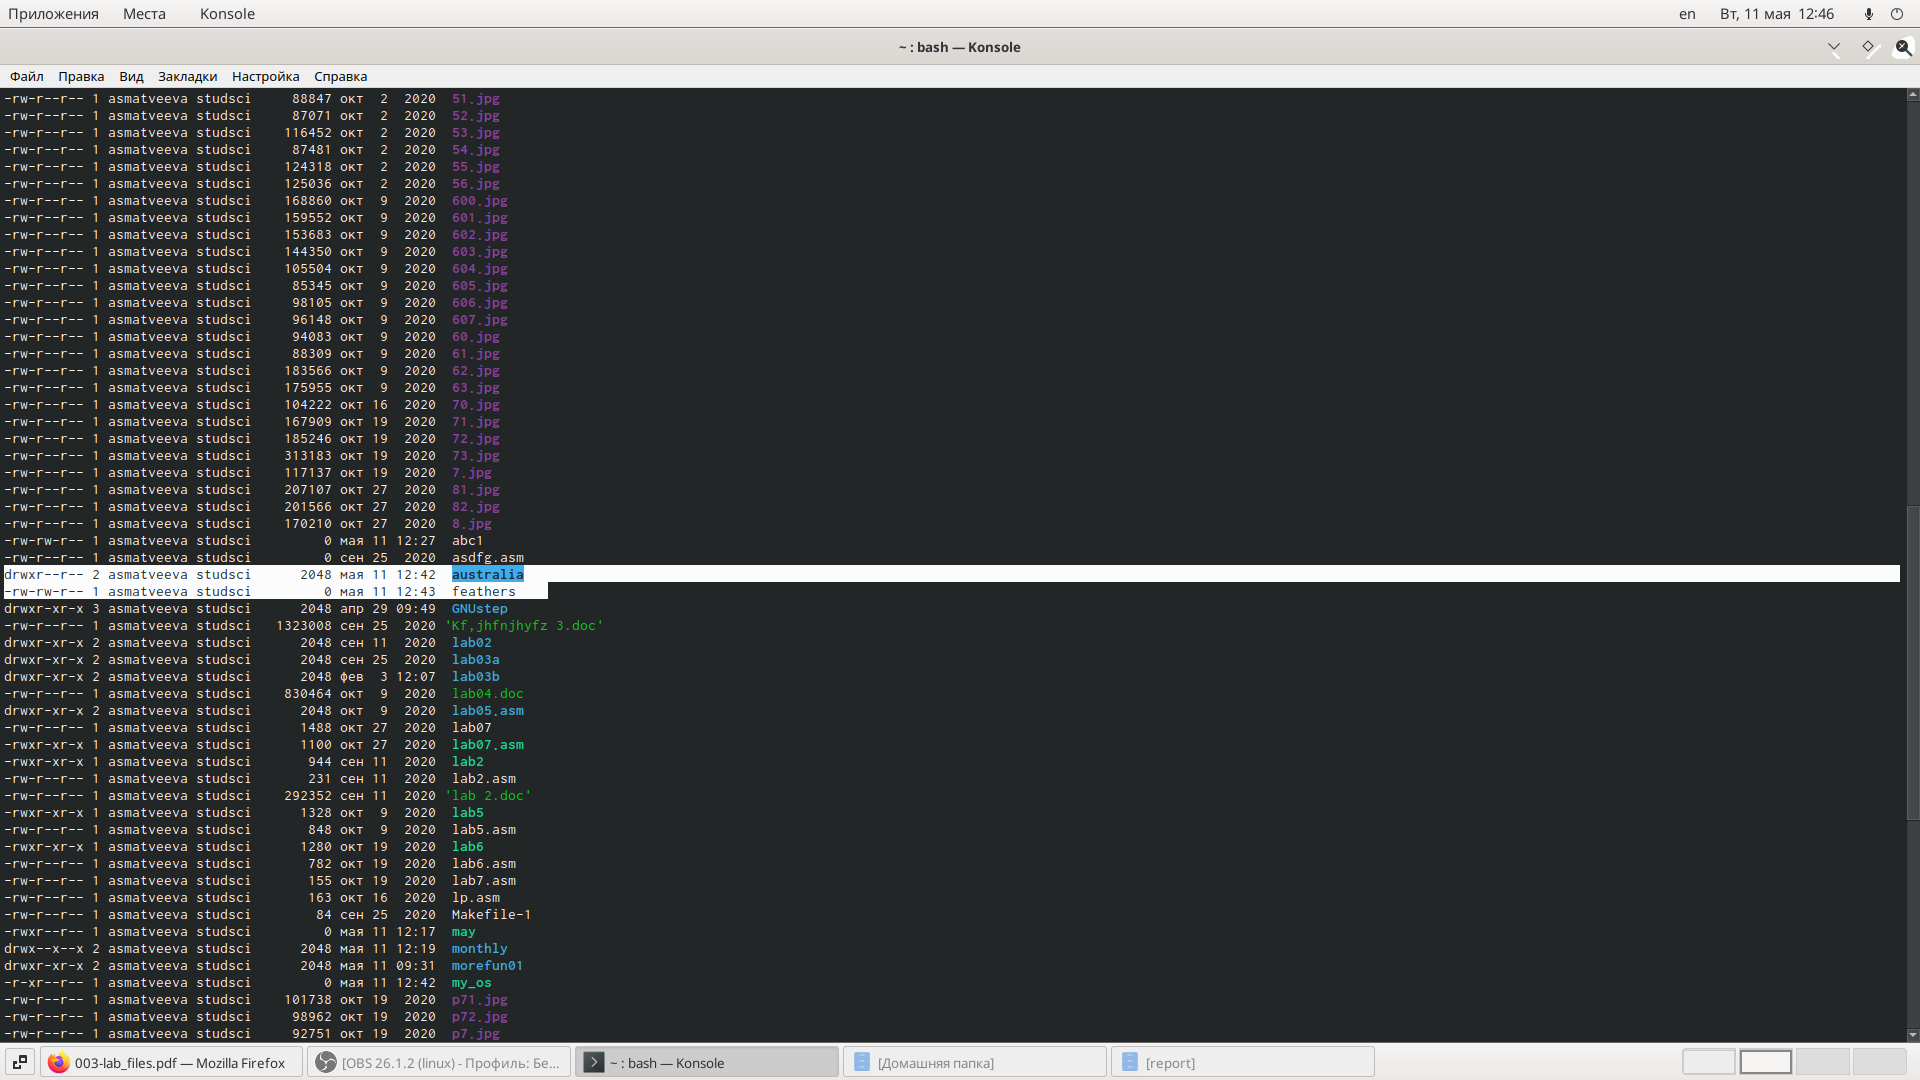 Приложения Места Konsole en Вт, 11 мая 12:46
~ : bash — Konsole
Файл Правка Вид Закладки Настройка Справка
-rw-r--r-- 1 asmatveeva studsci 88847 окт 2 2020 51.jpg
-rw-r--r-- 1 asmatveeva studsci 87071 окт 2 2020 52.jpg
-rw-r--r-- 1 asmatveeva studsci 116452 окт 2 2020 53.jpg
-rw-r--r-- 1 asmatveeva studsci 87481 окт 2 2020 54.jpg
-rw-r--r-- 1 asmatveeva studsci 124318 окт 2 2020 55.jpg
-rw-r--r-- 1 asmatveeva studsci 125036 окт 2 2020 56.jpg
-rw-r--r-- 1 asmatveeva studsci 168860 окт 9 2020 600.jpg
-rw-r--r-- 1 asmatveeva studsci 159552 окт 9 2020 601.jpg
-rw-r--r-- 1 asmatveeva studsci 153683 окт 9 2020 602.jpg
-rw-r--r-- 1 asmatveeva studsci 144350 окт 9 2020 603.jpg
-rw-r--r-- 1 asmatveeva studsci 105504 окт 9 2020 604.jpg
-rw-r--r-- 1 asmatveeva studsci 85345 окт 9 2020 605.jpg
-rw-r--r-- 1 asmatveeva studsci 98105 окт 9 2020 606.jpg
-rw-r--r-- 1 asmatveeva studsci 96148 окт 9 2020 607.jpg
-rw-r--r-- 1 asmatveeva studsci 94083 окт 9 2020 60.jpg
-rw-r--r-- 1 asmatveeva studsci 88309 окт 9 2020 61.jpg
-rw-r--r-- 1 asmatveeva studsci 183566 окт 9 2020 62.jpg
-rw-r--r-- 1 asmatveeva studsci 175955 окт 9 2020 63.jpg
-rw-r--r-- 1 asmatveeva studsci 104222 окт 16 2020 70.jpg
-rw-r--r-- 1 asmatveeva studsci 167909 окт 19 2020 71.jpg
-rw-r--r-- 1 asmatveeva studsci 185246 окт 19 2020 72.jpg
-rw-r--r-- 1 asmatveeva studsci 313183 окт 19 2020 73.jpg
-rw-r--r-- 1 asmatveeva studsci 117137 окт 19 2020 7.jpg
-rw-r--r-- 1 asmatveeva studsci 207107 окт 27 2020 81.jpg
-rw-r--r-- 1 asmatveeva studsci 201566 окт 27 2020 82.jpg
-rw-r--r-- 1 asmatveeva studsci 170210 окт 27 2020 8.jpg
-rw-rw-r-- 1 asmatveeva studsci 0 мая 11 12:27 abc1
-rw-r--r-- 1 asmatveeva studsci 0 сен 25 2020 asdfg.asm
drwxr--r-- 2 asmatveeva studsci 2048 мая 11 12:42 australia
-rw-rw-r-- 1 asmatveeva studsci 0 мая 11 12:43 feathers
drwxr-xr-x 3 asmatveeva studsci 2048 апр 29 09:49 GNUstep
-rw-r--r-- 1 asmatveeva studsci 1323008 сен 25 2020 'Kf,jhfnjhyfz 3.doc'
drwxr-xr-x 2 asmatveeva studsci 2048 сен 11 2020 lab02
drwxr-xr-x 2 asmatveeva studsci 2048 сен 25 2020 lab03a
drwxr-xr-x 2 asmatveeva studsci 2048 фев 3 12:07 lab03b
-rw-r--r-- 1 asmatveeva studsci 830464 окт 9 2020 lab04.doc
drwxr-xr-x 2 asmatveeva studsci 2048 окт 9 2020 lab05.asm
-rw-r--r-- 1 asmatveeva studsci 1488 окт 27 2020 lab07
-rwxr-xr-x 1 asmatveeva studsci 1100 окт 27 2020 lab07.asm
-rwxr-xr-x 1 asmatveeva studsci 944 сен 11 2020 lab2
-rw-r--r-- 1 asmatveeva studsci 231 сен 11 2020 lab2.asm
-rw-r--r-- 1 asmatveeva studsci 292352 сен 11 2020 'lab 2.doc'
-rwxr-xr-x 1 asmatveeva studsci 1328 окт 9 2020 lab5
-rw-r--r-- 1 asmatveeva studsci 848 окт 9 2020 lab5.asm
-rwxr-xr-x 1 asmatveeva studsci 1280 окт 19 2020 lab6
-rw-r--r-- 1 asmatveeva studsci 782 окт 19 2020 lab6.asm
-rw-r--r-- 1 asmatveeva studsci 155 окт 19 2020 lab7.asm
-rw-r--r-- 1 asmatveeva studsci 163 окт 16 2020 lp.asm
-rw-r--r-- 1 asmatveeva studsci 84 сен 25 2020 Makefile-1
-rwxr--r-- 1 asmatveeva studsci 0 мая 11 12:17 may
drwx--x--x 2 asmatveeva studsci 2048 мая 11 12:19 monthly
drwxr-xr-x 2 asmatveeva studsci 2048 мая 11 09:31 morefun01
-r-xr--r-- 1 asmatveeva studsci 0 мая 11 12:42 my_os
-rw-r--r-- 1 asmatveeva studsci 101738 окт 19 2020 p71.jpg
-rw-r--r-- 1 asmatveeva studsci 98962 окт 19 2020 p72.jpg
-rw-r--r-- 1 asmatveeva studsci 92751 окт 19 2020 p7.jpg
003-lab_files.pdf — Mozilla Firefox [OBS 26.1.2 (linux) - Профиль: Бе... ~ : bash — Konsole [Домашняя папка] [report]